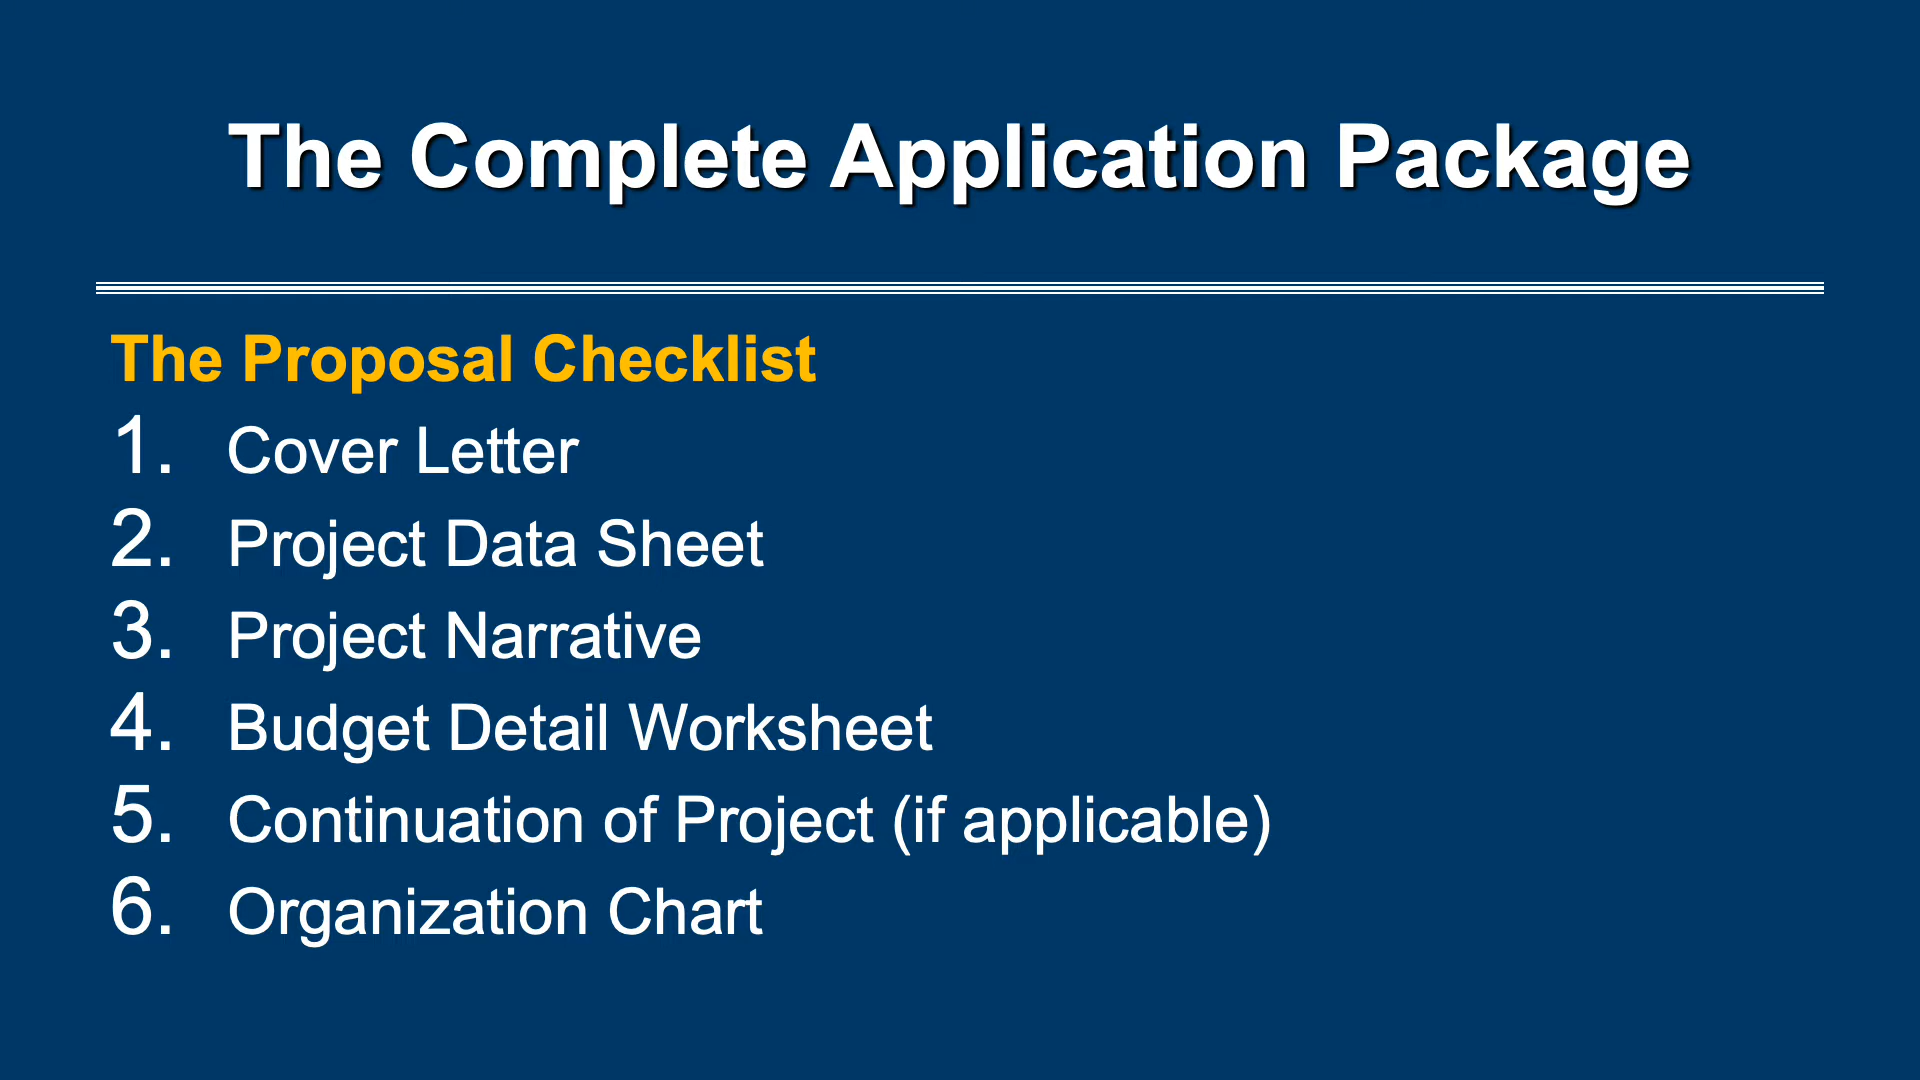 The Complete Application Package
The Proposal Checklist
1. Cover Letter
2. Project Data Sheet
3. Project Narrative
4. Budget Detail Worksheet
5. Continuation of Project (if applicable)
6. Organization Chart